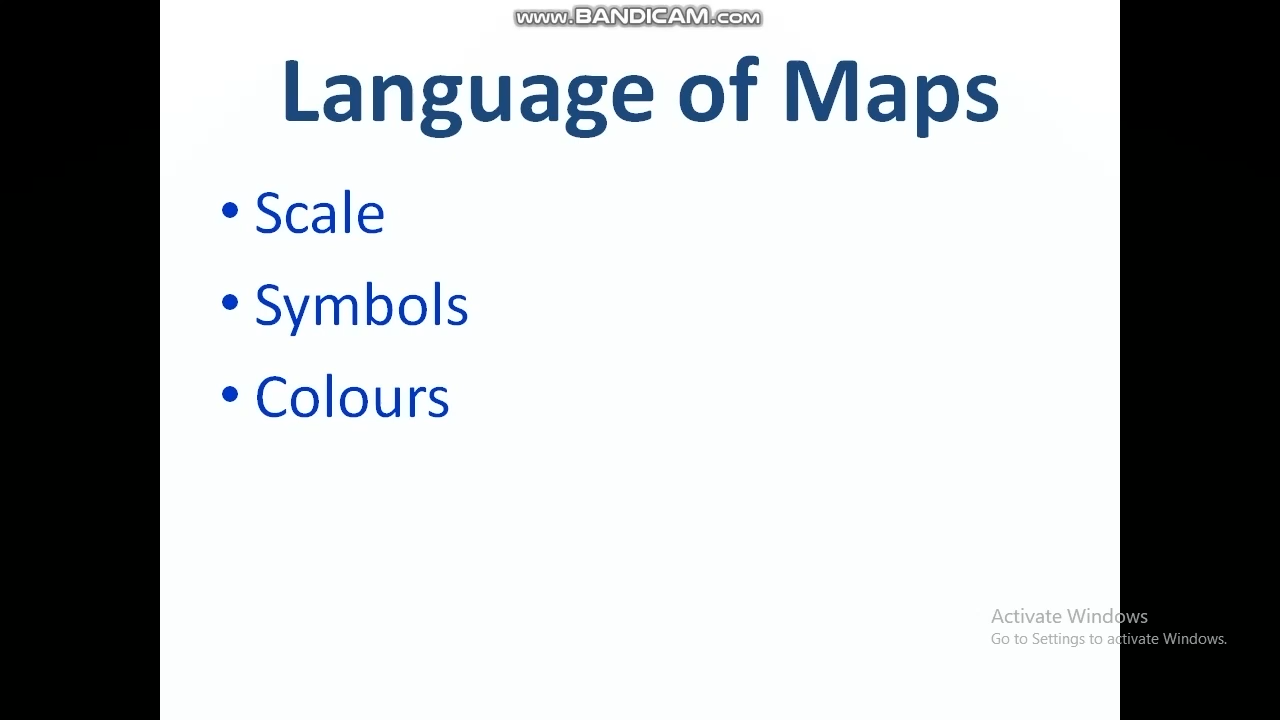 www.BANDICAM.com
Language of Maps
• Scale
• Symbols
• Colours
Activate Windows
Go to Settings to activate Windows.